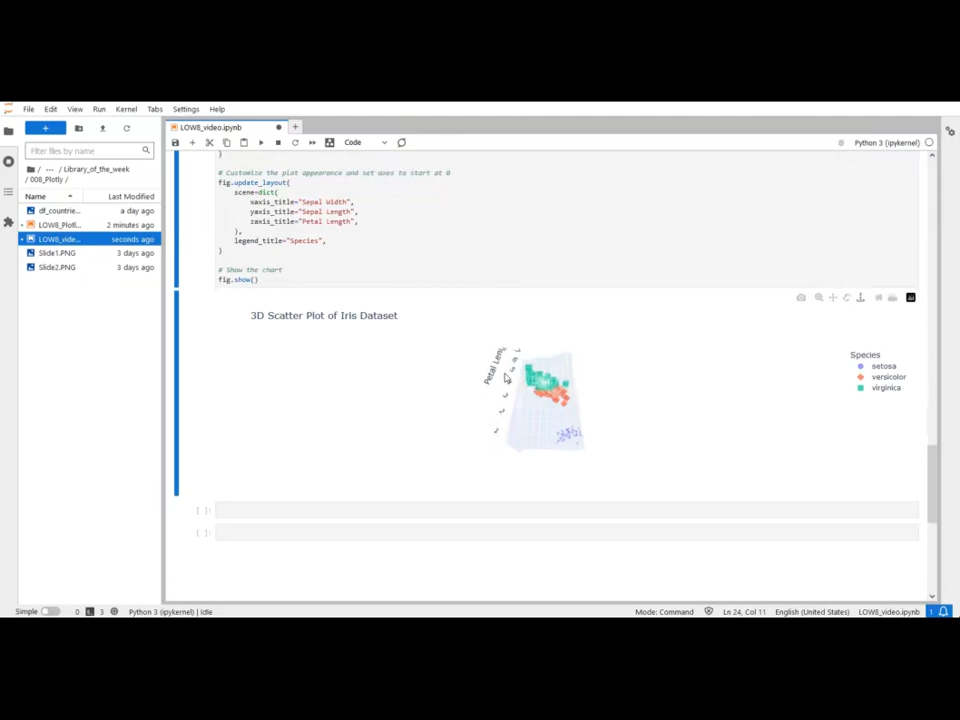 File Edit View Run Kernel Tabs Settings Help
LOW8_video.ipynb
Code
Python 3 (ipykernel)
Filter files by name
/ ... / Library_of_the_week
/ 008_Plotly /
Name Last Modified
df_countrie... a day ago
LOW8_Plotl... 2 minutes ago
LOW8_vide... seconds ago
Slide1.PNG 3 days ago
Slide2.PNG 3 days ago
)
# Customize the plot appearance and set axes to start at 0
fig.update_layout(
scene=dict(
xaxis_title="Sepal Width",
yaxis_title="Sepal Length",
zaxis_title="Petal Length",
),
legend_title="Species",
)
# Show the chart
fig.show()
3D Scatter Plot of Iris Dataset
Petal Len
Species
setosa
versicolor
virginica
[ ]:
[ ]:
Simple 0 3 Python 3 (ipykernel) | Idle Mode: Command Ln 24, Col 11 English (United States) LOW8_video.ipynb 1